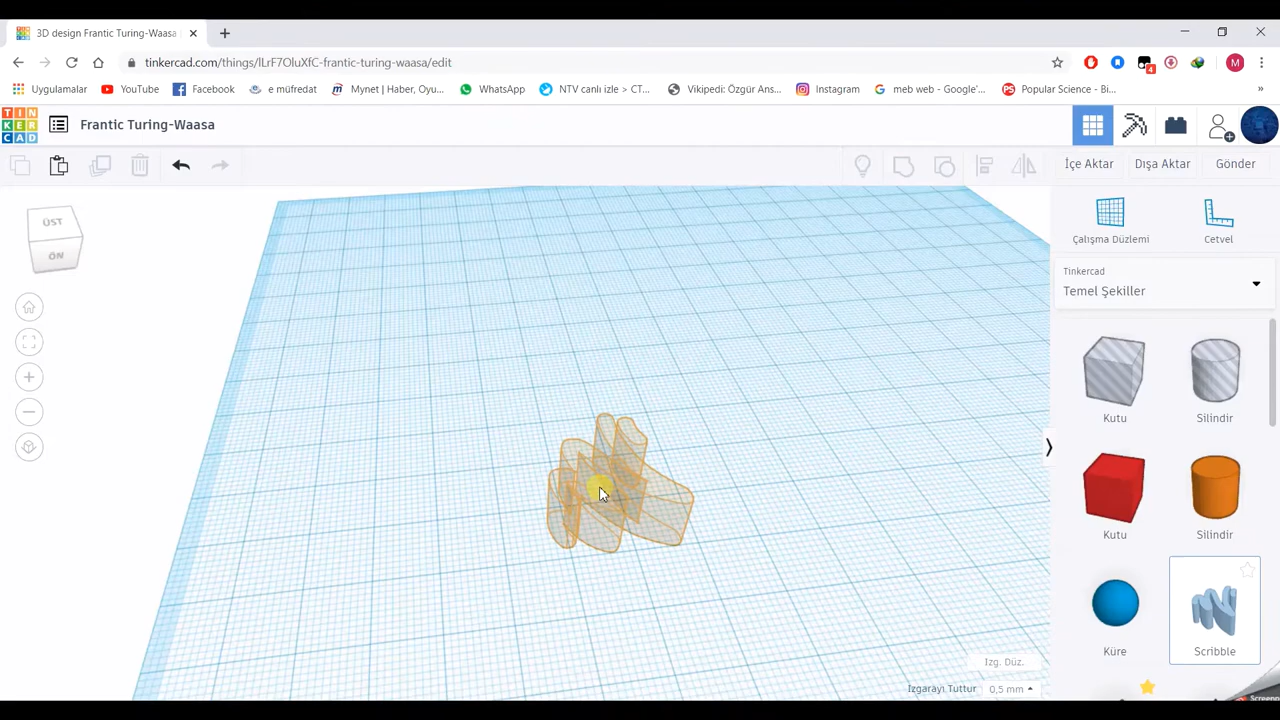 3D design Frantic Turing-Waasa
tinkercad.com/things/lLrF7OluXfC-frantic-turing-waasa/edit
4
M
Uygulamalar
YouTube
Facebook
e müfredat
Mynet | Haber, Oyu...
WhatsApp
NTV canlı izle > CT...
Vikipedi: Özgür Ans...
Instagram
meb web - Google'...
PS
Popular Science - Bi...
»
TIN
KER
CAD
Frantic Turing-Waasa
İçe Aktar
Dışa Aktar
Gönder
ÜST
ÖN
Çalışma Düzlemi
Cetvel
Tinkercad
Temel Şekiller
Kutu
Silindir
Kutu
Silindir
Küre
Scribble
Izg. Düz.
Izgarayı Tuttur
0,5 mm